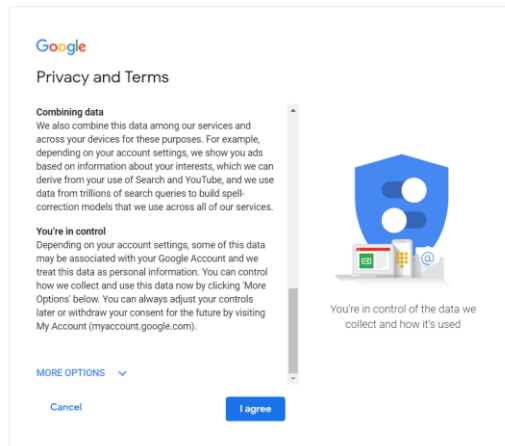 Google
Privacy and Terms
Combining data
We also combine this data among our services and
across your devices for these purposes. For example,
depending on your account settings, we show you ads
based on information about your interests, which we can
derive from your use of Search and YouTube, and we use
data from trillions of search queries to build spell-
correction models that we use across all of our services.
You're in control
Depending on your account settings, some of this data
may be associated with your Google Account and we
treat this data as personal information. You can control
how we collect and use this data now by clicking 'More
Options' below. You can always adjust your controls
later or withdraw your consent for the future by visiting
My Account (myaccount.google.com).
MORE OPTIONS
Cancel
I agree
@
You're in control of the data we
collect and how it's used